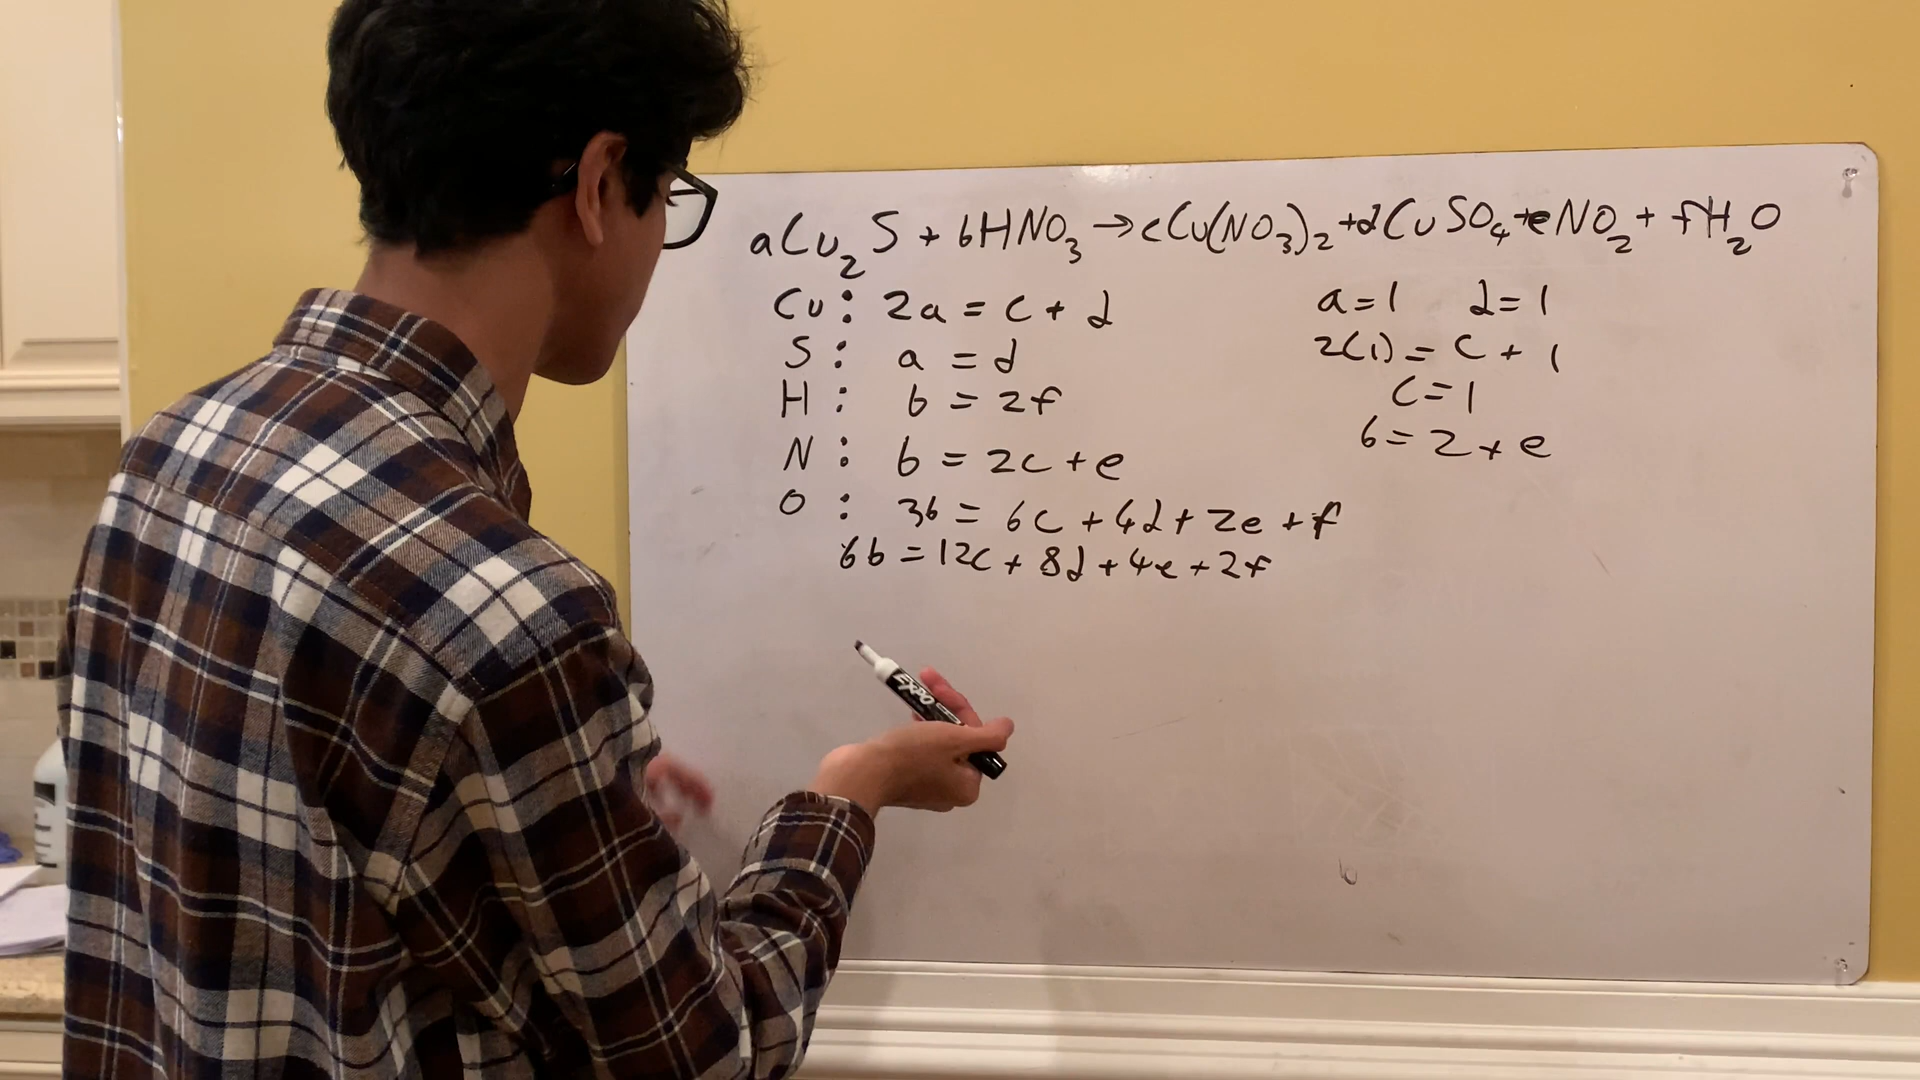 aCu₂S + bHNO₃ → cCu(NO₃)₂ + dCuSO₄ + eNO₂ + fH₂O
Cu : 2a = c + d
S : a = d
H : b = 2f
N : b = 2c + e
O : 3b = 6c + 4d + 2e + f
6b = 12c + 8d + 4e + 2f
a = 1 d = 1
2(1) = c + 1
c = 1
b = 2 + e
EXPO